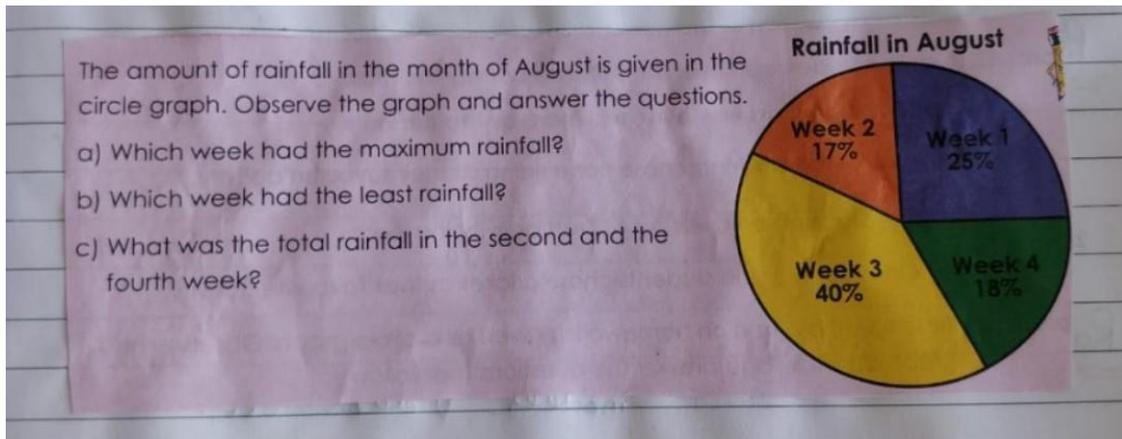 The amount of rainfall in the month of August is given in the
circle graph. Observe the graph and answer the questions.
a) Which week had the maximum rainfall?
b) Which week had the least rainfall?
c) What was the total rainfall in the second and the
fourth week?
Rainfall in August
Week 2
17%
Week 1
25%
Week 3
40%
Week 4
18%